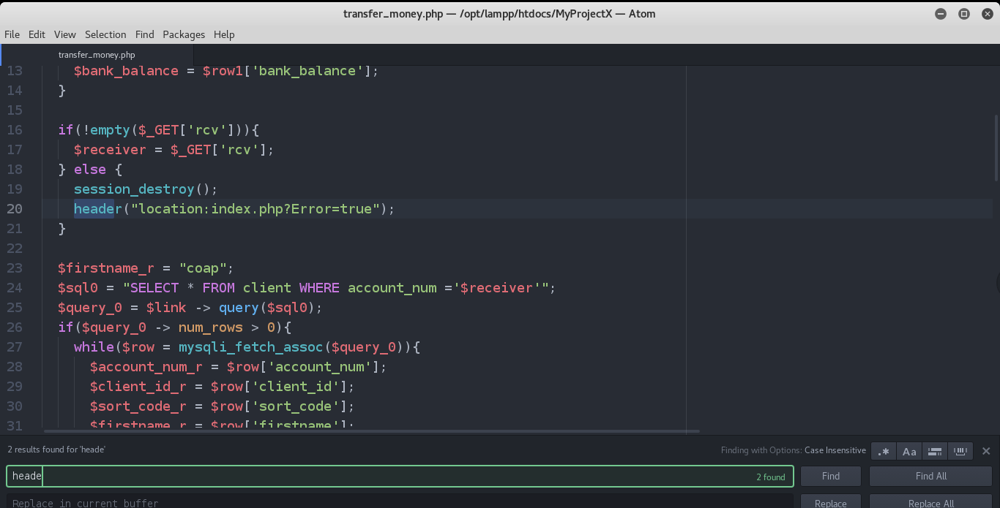 transfer_money.php — /opt/lampp/htdocs/MyProjectX — Atom
File Edit View Selection Find Packages Help
transfer_money.php
13 $bank_balance = $row1['bank_balance'];
14 }
15
16 if(!empty($_GET['rcv'])){
17 $receiver = $_GET['rcv'];
18 } else {
19 session_destroy();
20 header("location:index.php?Error=true");
21 }
22
23 $firstname_r = "coap";
24 $sql0 = "SELECT * FROM client WHERE account_num ='$receiver'";
25 $query_0 = $link -> query($sql0);
26 if($query_0 -> num_rows > 0){
27 while($row = mysqli_fetch_assoc($query_0)){
28 $account_num_r = $row['account_num'];
29 $client_id_r = $row['client_id'];
30 $sort_code_r = $row['sort_code'];
31 $firstname_r = $row['firstname'];
2 results found for 'heade' Finding with Options: Case Insensitive .* Aa
heade 2 found Find Find All
Replace in current buffer Replace Replace All